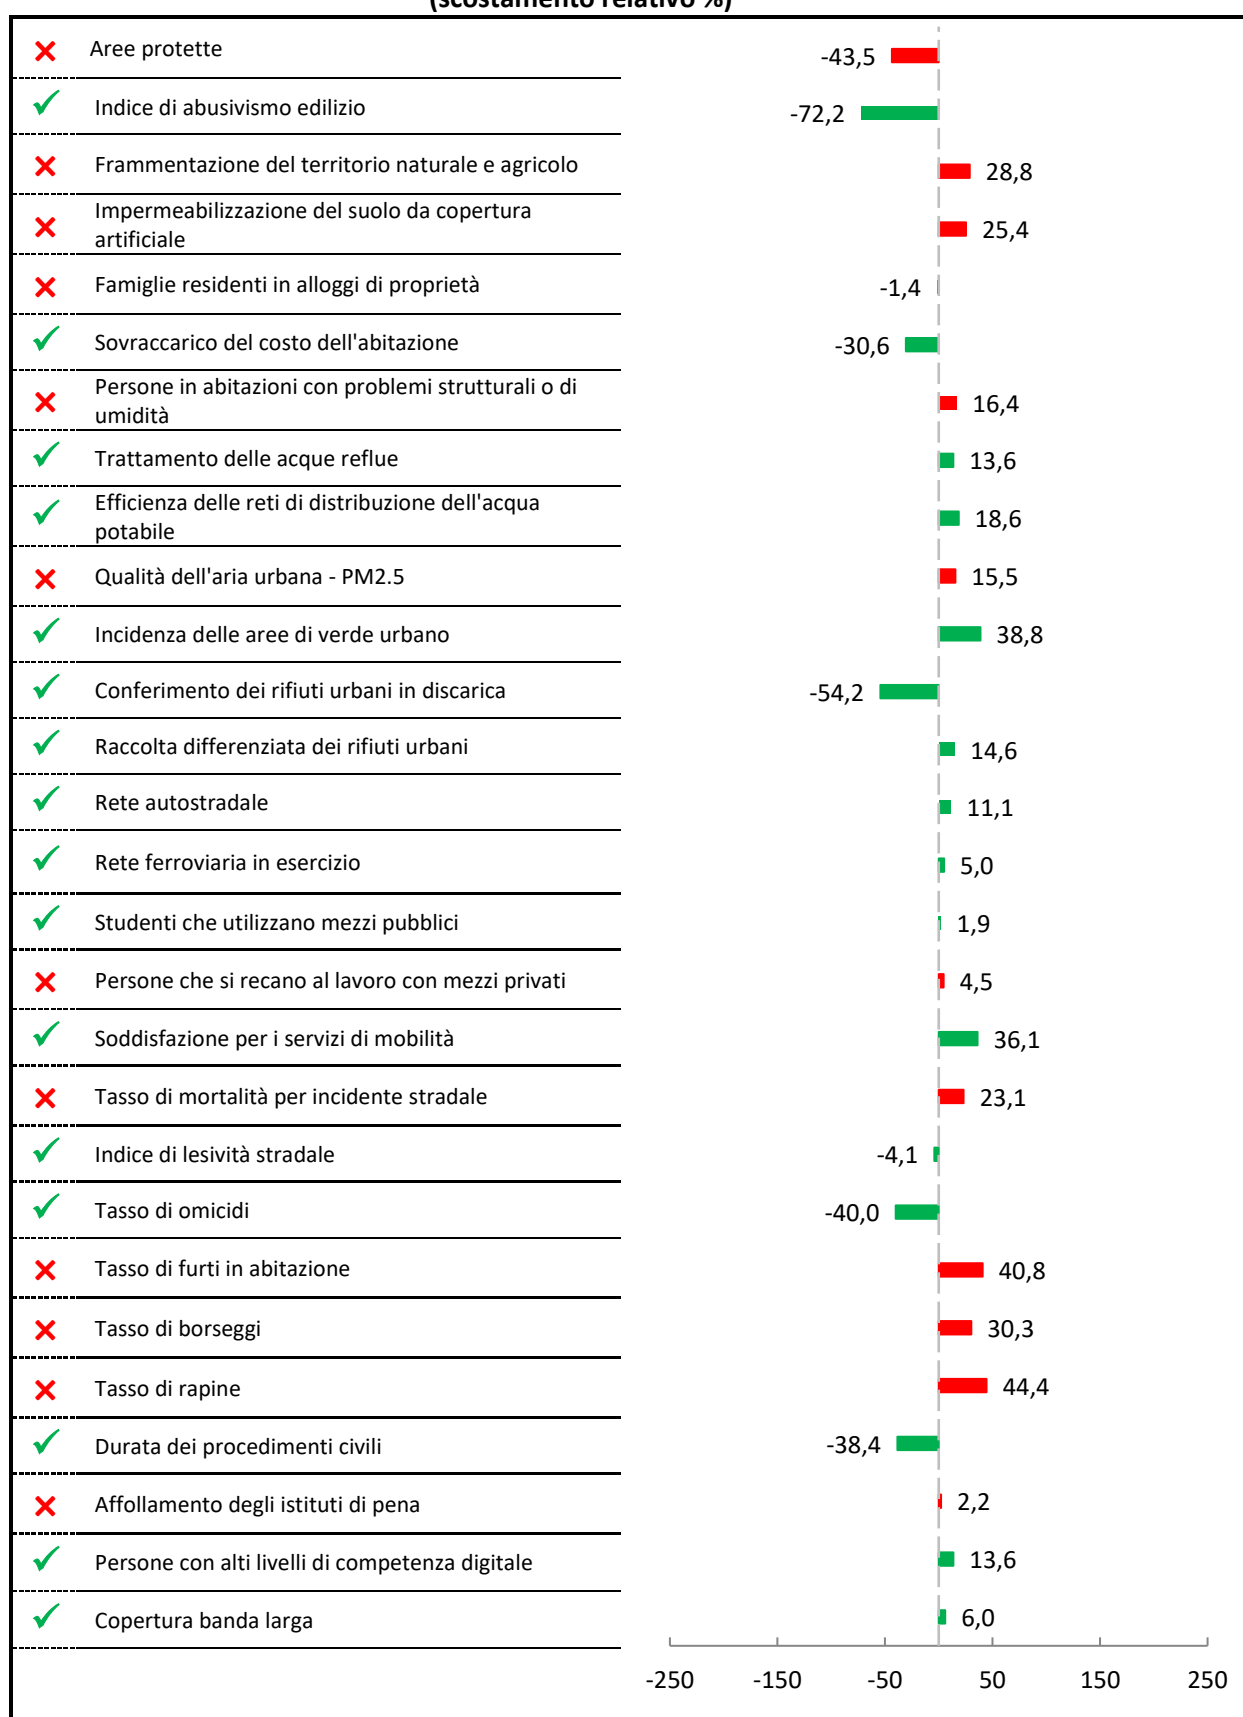 (scostamento relativo %)
Aree protette
-43,5
Indice di abusivismo edilizio
-72,2
Frammentazione del territorio naturale e agricolo
28,8
Impermeabilizzazione del suolo da copertura
artificiale
25,4
Famiglie residenti in alloggi di proprietà
-1,4
Sovraccarico del costo dell'abitazione
-30,6
Persone in abitazioni con problemi strutturali o di
umidità
16,4
Trattamento delle acque reflue
13,6
Efficienza delle reti di distribuzione dell'acqua
potabile
18,6
Qualità dell'aria urbana - PM2.5
15,5
Incidenza delle aree di verde urbano
38,8
Conferimento dei rifiuti urbani in discarica
-54,2
Raccolta differenziata dei rifiuti urbani
14,6
Rete autostradale
11,1
Rete ferroviaria in esercizio
5,0
Studenti che utilizzano mezzi pubblici
1,9
Persone che si recano al lavoro con mezzi privati
4,5
Soddisfazione per i servizi di mobilità
36,1
Tasso di mortalità per incidente stradale
23,1
Indice di lesività stradale
-4,1
Tasso di omicidi
-40,0
Tasso di furti in abitazione
40,8
Tasso di borseggi
30,3
Tasso di rapine
44,4
Durata dei procedimenti civili
-38,4
Affollamento degli istituti di pena
2,2
Persone con alti livelli di competenza digitale
13,6
Copertura banda larga
6,0
-250 -150 -50 50 150 250